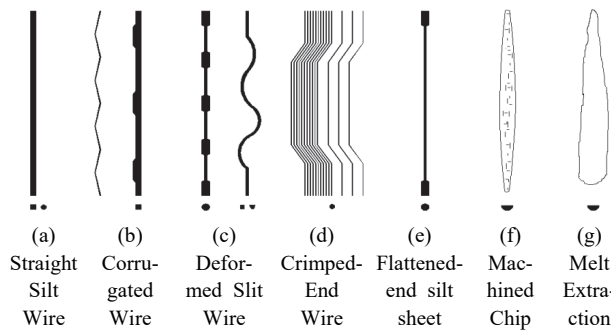 (a) (b) (c) (d) (e) (f) (g)
Straight Corru- Defor- Crimped- Flattened- Mac- Melt
Silt gated med Slit End end silt hined Extra-
Wire Wire Wire Wire sheet Chip ction